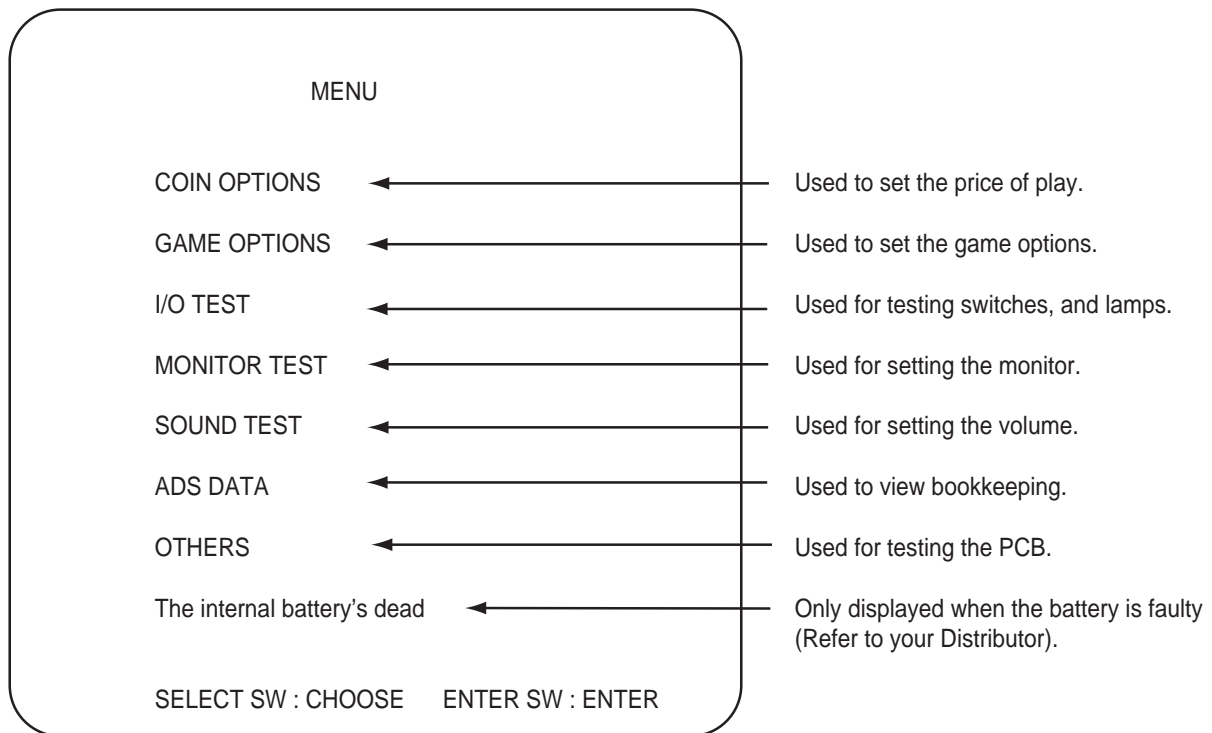 MENU
COIN OPTIONS Used to set the price of play.
GAME OPTIONS Used to set the game options.
I/O TEST Used for testing switches, and lamps.
MONITOR TEST Used for setting the monitor.
SOUND TEST Used for setting the volume.
ADS DATA Used to view bookkeeping.
OTHERS Used for testing the PCB.
The internal battery’s dead Only displayed when the battery is faulty
(Refer to your Distributor).
SELECT SW : CHOOSE ENTER SW : ENTER